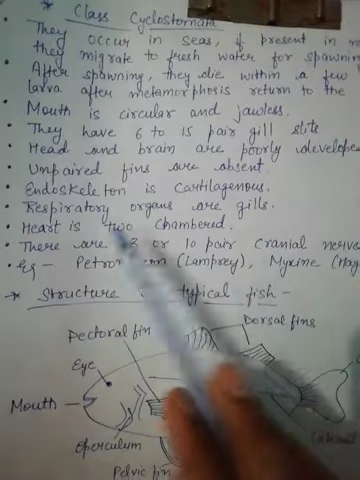 * Class Cyclostomata
They occur in seas, if present in
they migrate to fresh water for spawning
After spawning, they die within a few
larva after metamorphosis return to the
Mouth is circular and jawless.
They have 6 to 15 pair gill slits
Head and brain are poorly develope
Unpaired fins are absent.
Endoskeleton is cartilagenous.
Respiratory organs are gills.
Heart is two chambered.
There are or 10 pair cranial nerve
Eg - (Lamprey), Myxine (Hag
* Structure typical fish -
Pectoral fin
Dorsal fins
Eye
Mouth
operculum
Pelvic fin